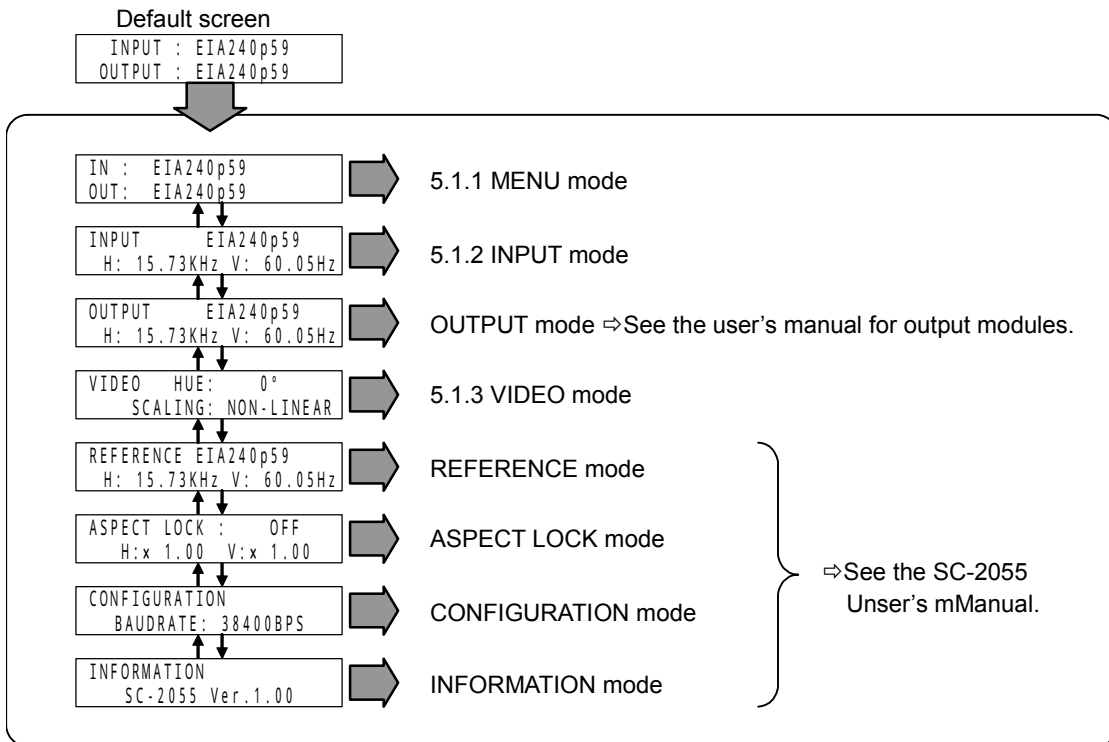 Default screen
INPUT : EIA240p59
OUTPUT : EIA240p59
IN : EIA240p59
OUT: EIA240p59
5.1.1 MENU mode
INPUT EIA240p59
H: 15.73KHz V: 60.05Hz
5.1.2 INPUT mode
OUTPUT EIA240p59
H: 15.73KHz V: 60.05Hz
OUTPUT mode ⇨See the user’s manual for output modules.
VIDEO HUE: 0°
SCALING: NON-LINEAR
5.1.3 VIDEO mode
REFERENCE EIA240p59
H: 15.73KHz V: 60.05Hz
REFERENCE mode
ASPECT LOCK : OFF
H:x 1.00 V:x 1.00
ASPECT LOCK mode
CONFIGURATION
BAUDRATE: 38400BPS
CONFIGURATION mode
INFORMATION
SC-2055 Ver.1.00
INFORMATION mode
⇨See the SC-2055
Unser’s mManual.